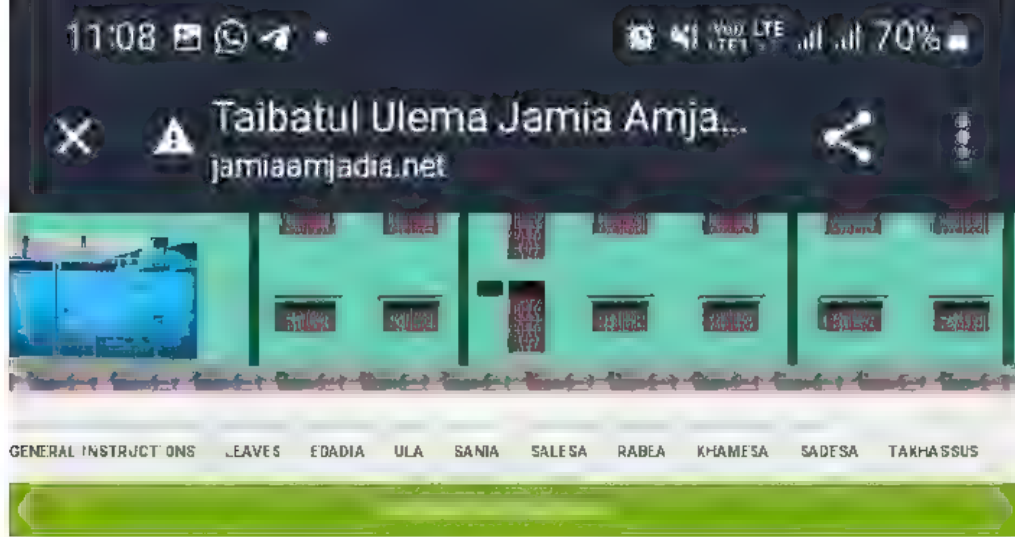 11:08 70%
Taibatul Ulema Jamia Amja...
jamiaamjadia.net
GENERAL INSTRUCTIONS LEAVES EDADIA ULA SANIA SALESA RABEA KHAMESA SADESA TAKHASSUS